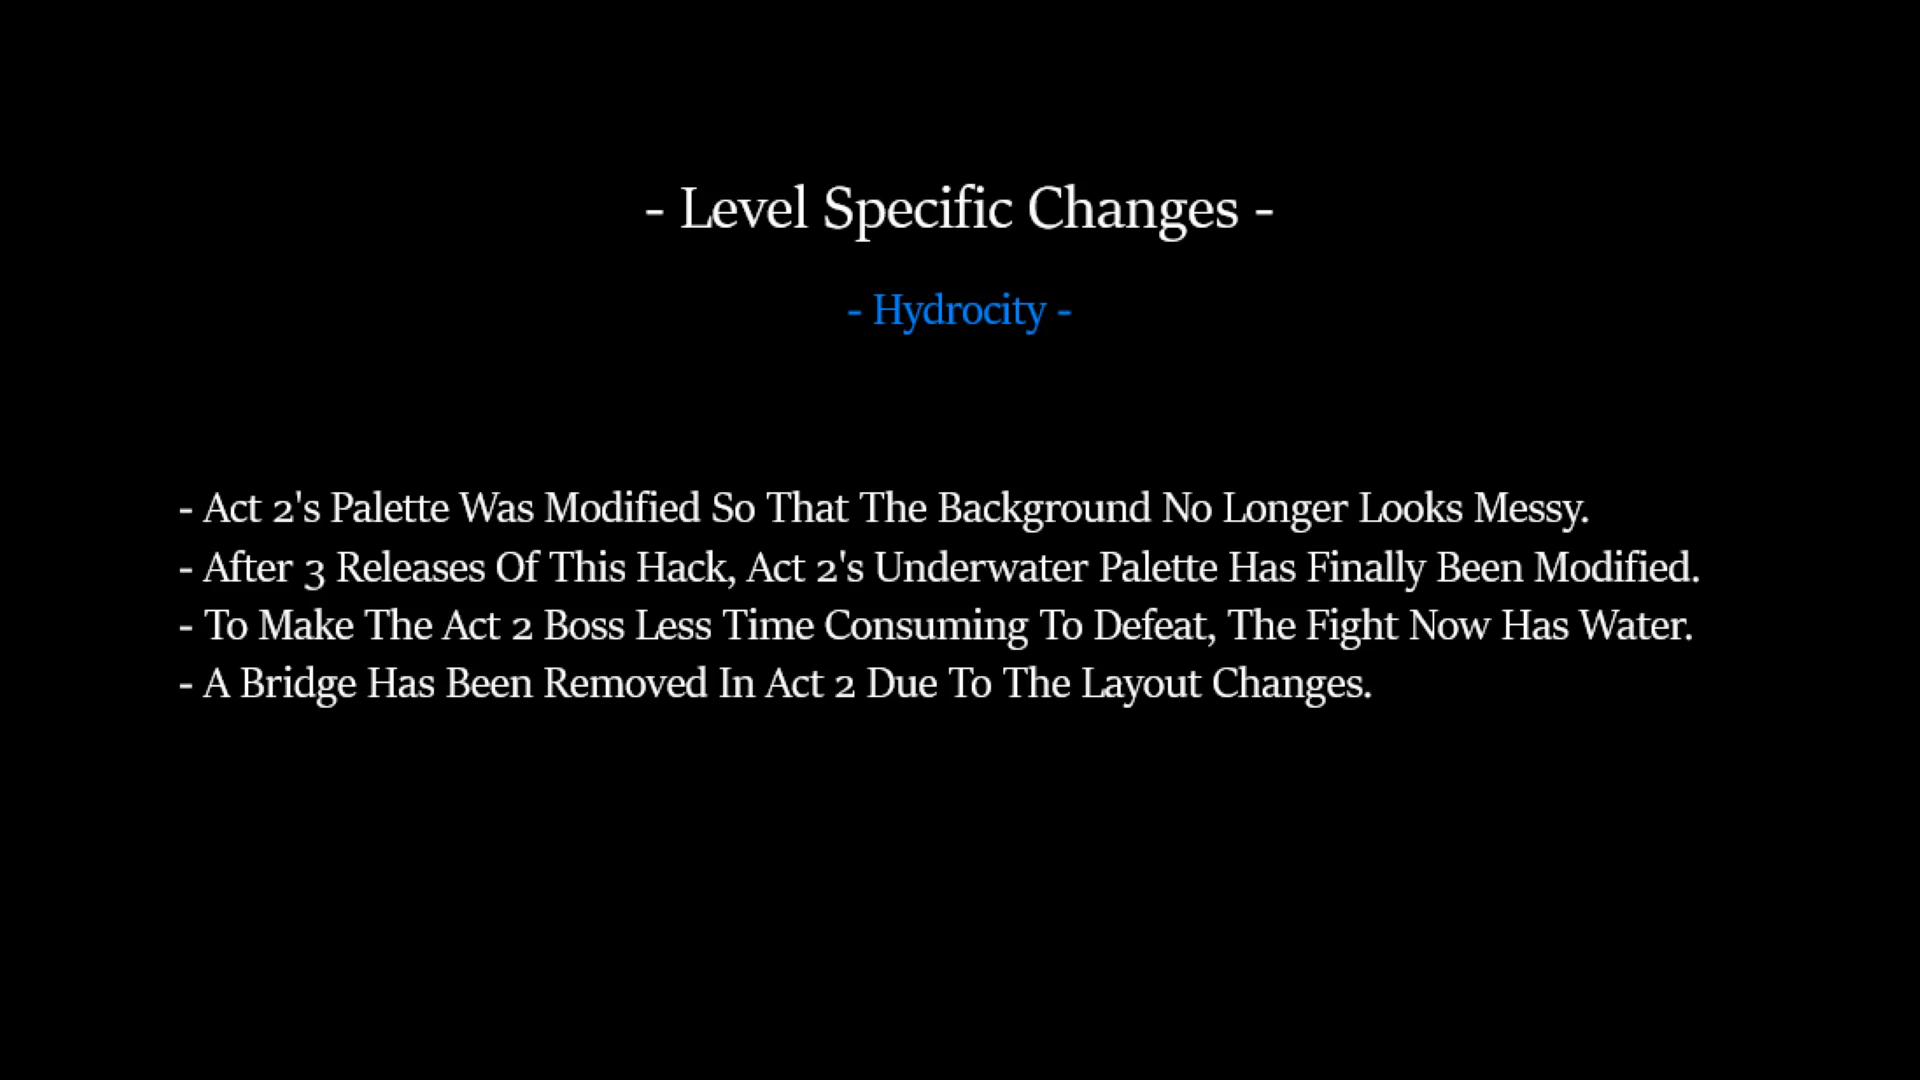 - Level Specific Changes -
- Hydrocity -
- Act 2's Palette Was Modified So That The Background No Longer Looks Messy.
- After 3 Releases Of This Hack, Act 2's Underwater Palette Has Finally Been Modified.
- To Make The Act 2 Boss Less Time Consuming To Defeat, The Fight Now Has Water.
- A Bridge Has Been Removed In Act 2 Due To The Layout Changes.